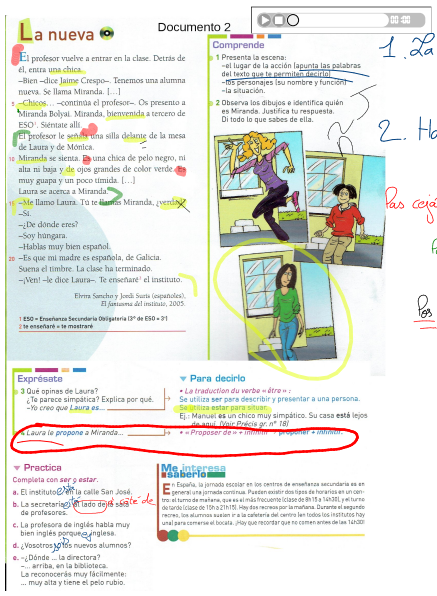 La nueva
Documento 2
00:00
El profesor vuelve a entrar en la clase. Detrás de
él, entra una chica.
–Bien –dice Jaime Crespo–. Tenemos una alumna
nueva. Se llama Miranda. [...]
5 –Chicos... –continúa el profesor–. Os presento a
Miranda Bolyai. Miranda, bienvenida a tercero de
ESO¹. Siéntate allí.
El profesor le señala una silla delante de la mesa
de Laura y de Mónica.
10 Miranda se sienta. Es una chica de pelo negro, ni
alta ni baja y de ojos grandes de color verde. Es
muy guapa y un poco tímida. [...]
Laura se acerca a Miranda.
15 –Me llamo Laura. Tú te llamas Miranda, ¿verdad?
–Sí.
–¿De dónde eres?
–Soy húngara.
–Hablas muy bien español.
20 –Es que mi madre es española, de Galicia.
Suena el timbre. La clase ha terminado.
–¡Ven! –le dice Laura–. Te enseñaré² el instituto.
Elvira Sancho y Jordi Surís (españoles),
El fantasma del instituto, 2005.
1 ESO = Enseñanza Secundaria Obligatoria (3º de ESO = 3e)
2 te enseñaré = te mostraré
Comprende
1 Presenta la escena:
–el lugar de la acción (apunta las palabras
del texto que te permiten decirlo)
–los personajes (su nombre y función)
–la situación.
2 Observa los dibujos e identifica quién
es Miranda. Justifica tu respuesta.
Di todo lo que sabes de ella.
1. La
2. Ha
Pas
Pos
Exprésate
3 Qué opinas de Laura?
¿Te parece simpática? Explica por qué.
–Yo creo que Laura es...
4 Laura le propone a Miranda...
Para decirlo
• La traduction du verbe « être » :
Se utiliza ser para describir y presentar a una persona.
Se utiliza estar para situar.
Ej.: Manuel es un chico muy simpático. Su casa está lejos
de aquí. (Voir Précis gr. n° 18)
• « Proposer de » + infinitif → proponer + infinitif.
Practica
Completa con ser o estar.
a. El instituto en la calle San José.
b. La secretaria al lado de la sala
de profesores.
c. La profesora de inglés habla muy
bien inglés porque inglesa.
d. ¿Vosotros los nuevos alumnos?
e. –¿Dónde ... la directora?
–... arriba, en la biblioteca.
La reconocerás muy fácilmente:
... muy alta y tiene el pelo rubio.
Me interesa
saberlo
En España, la jornada escolar en los centros de enseñanza secundaria es en
general una jornada continua. Pueden existir dos tipos de horarios en un cen-
tro: el turno de mañana, que es el más frecuente (clase de 8h15 a 14h30), y el turno
de tarde (clase de 15h a 21h15). Hay dos recreos por la mañana. Durante el segundo
recreo, los alumnos suelen ir a la cafetería del centro (en todos los institutos hay
una) para comerse el bocata. ¡Hay que recordar que no comen antes de las 14h30!